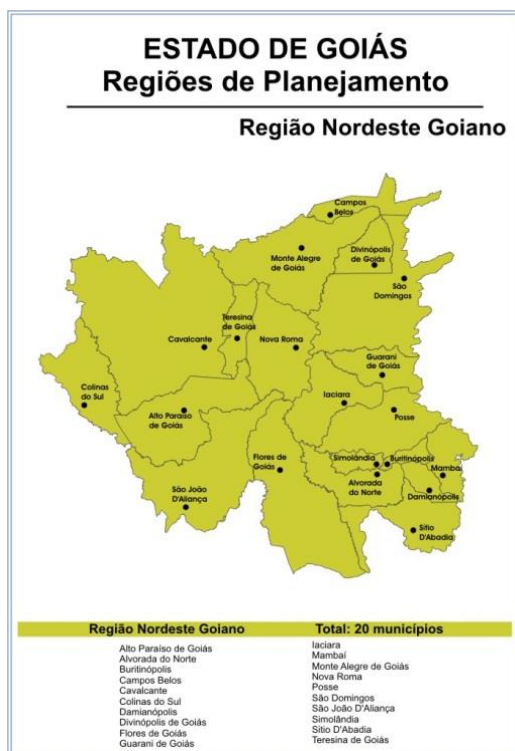 ESTADO DE GOIÁS
Regiões de Planejamento
Região Nordeste Goiano
Campos
Belos
Monte Alegre
de Goiás
Divinópolis
de Goiás
São
Domingos
Teresina
de Goiás
Cavalcante
Nova Roma
Guarani
de Goiás
Colinas
do Sul
Iaciara
Alto Paraíso
de Goiás
Posse
Flores de
Goiás
Simolândia
Buritinópolis
Mambaí
Alvorada
do Norte
Damianópolis
São João
D'Aliança
Sitio
D'Abadia
Região Nordeste Goiano
Alto Paraíso de Goiás
Alvorada do Norte
Buritinópolis
Campos Belos
Cavalcante
Colinas do Sul
Damianópolis
Divinópolis de Goiás
Flores de Goiás
Guarani de Goiás
Total: 20 municípios
Iaciara
Mambaí
Monte Alegre de Goiás
Nova Roma
Posse
São Domingos
São João D'Aliança
Simolândia
Sitio D'Abadia
Teresina de Goiás